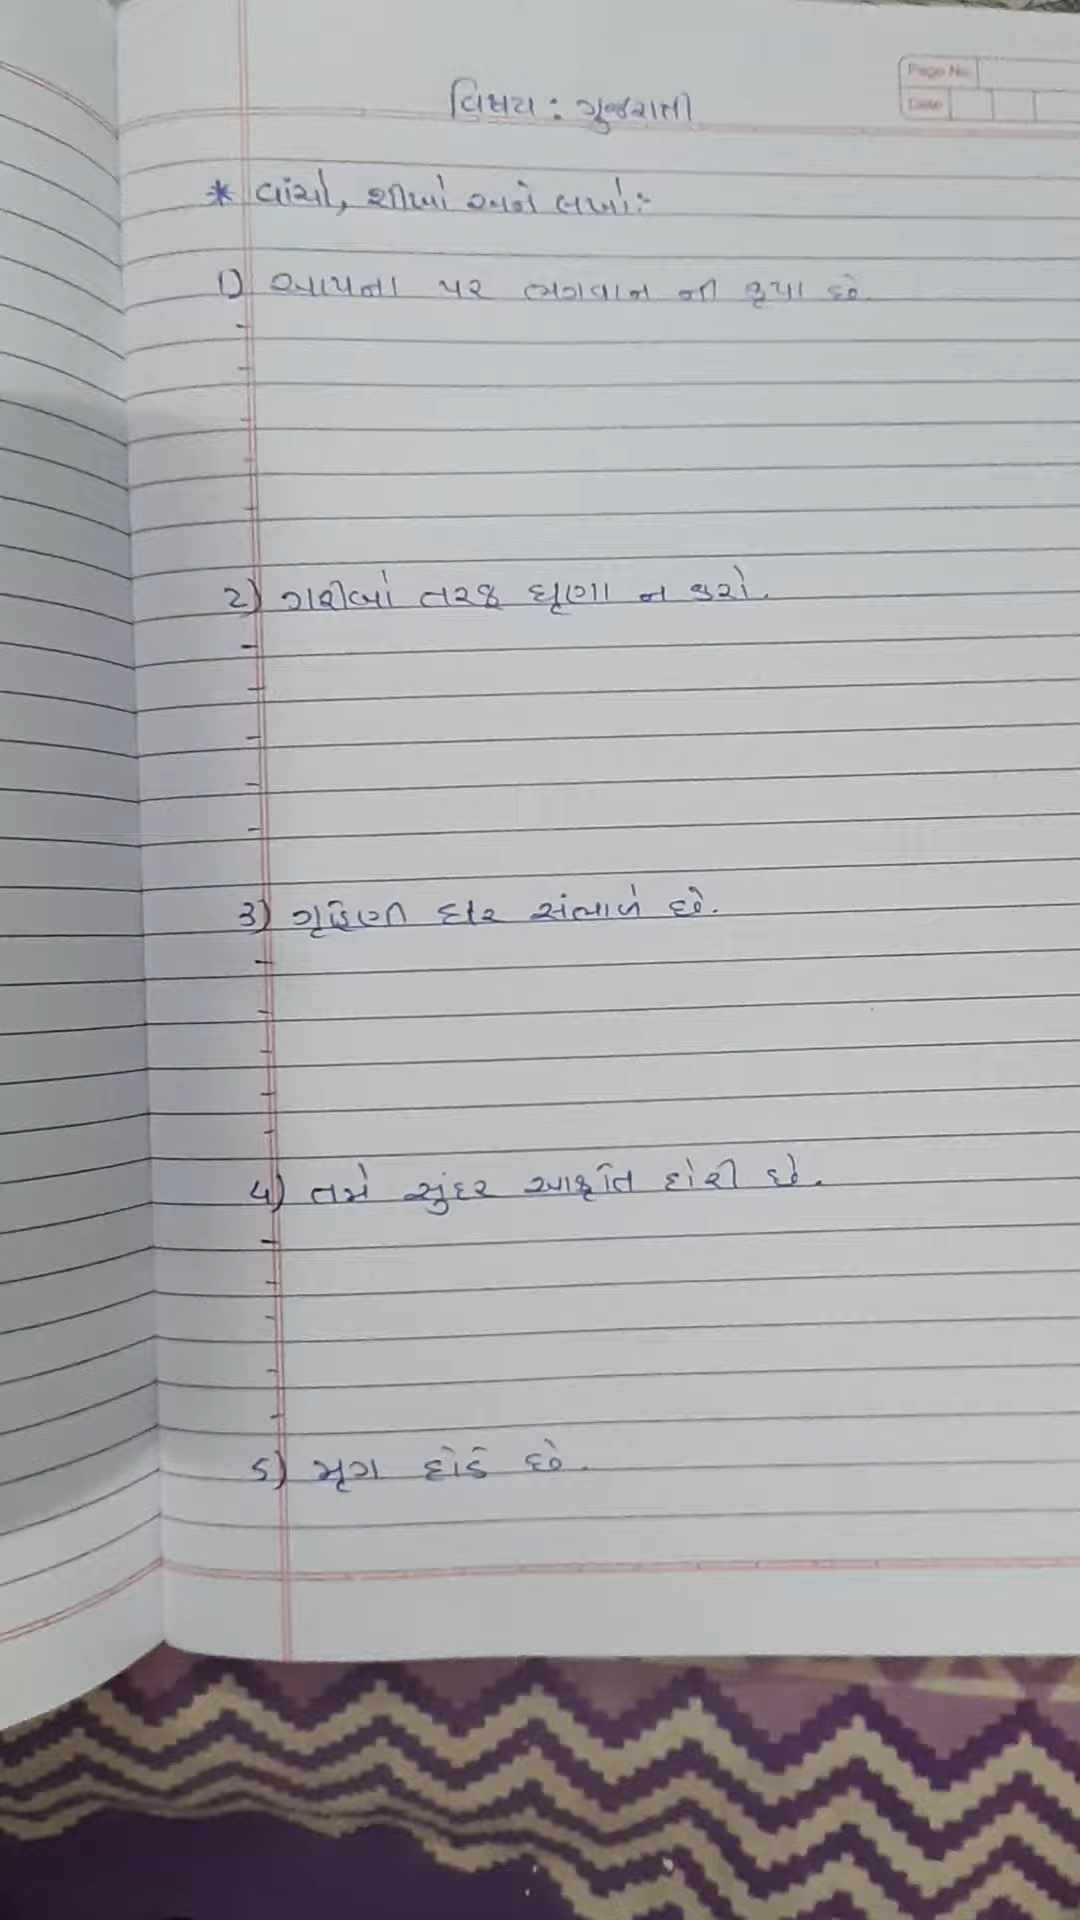 Page No.
Date
વિષય : ગુજરાતી
* વાંચો, શીખો અને લખો:-
1) આપના પર ભગવાન ની કૃપા છે.
2) ગરીબો તરફ ઘૃણા ન કરો.
3) ગૃહિણી ઘર સંભાળે છે.
4) તમે સુંદર આકૃતિ દોરી છે.
5) મૃગ દોડે છે.